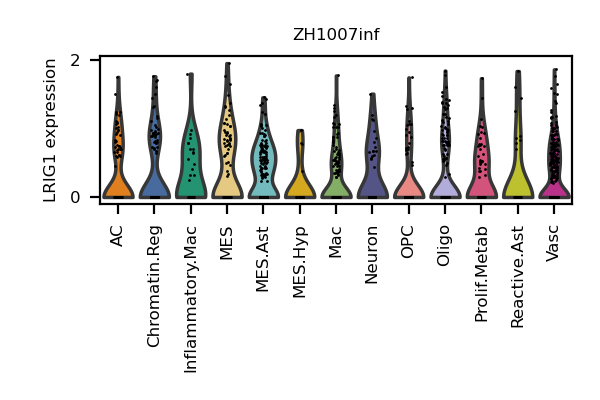 ZH1007inf
LRIG1 expression
2
0
AC
Chromatin.Reg
Inflammatory.Mac
MES
MES.Ast
MES.Hyp
Mac
Neuron
OPC
Oligo
Prolif.Metab
Reactive.Ast
Vasc